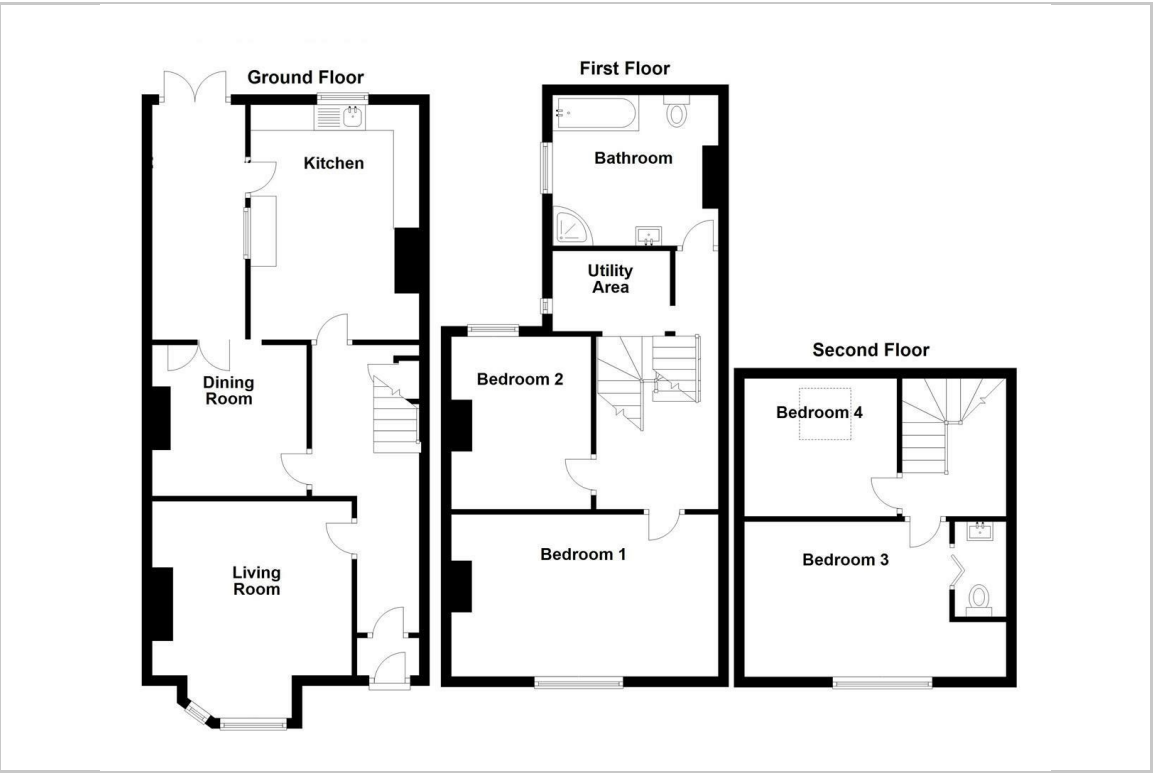 Ground Floor
Kitchen
Dining
Room
Living
Room
First Floor
Bathroom
Utility
Area
Bedroom 2
Bedroom 1
Second Floor
Bedroom 4
Bedroom 3